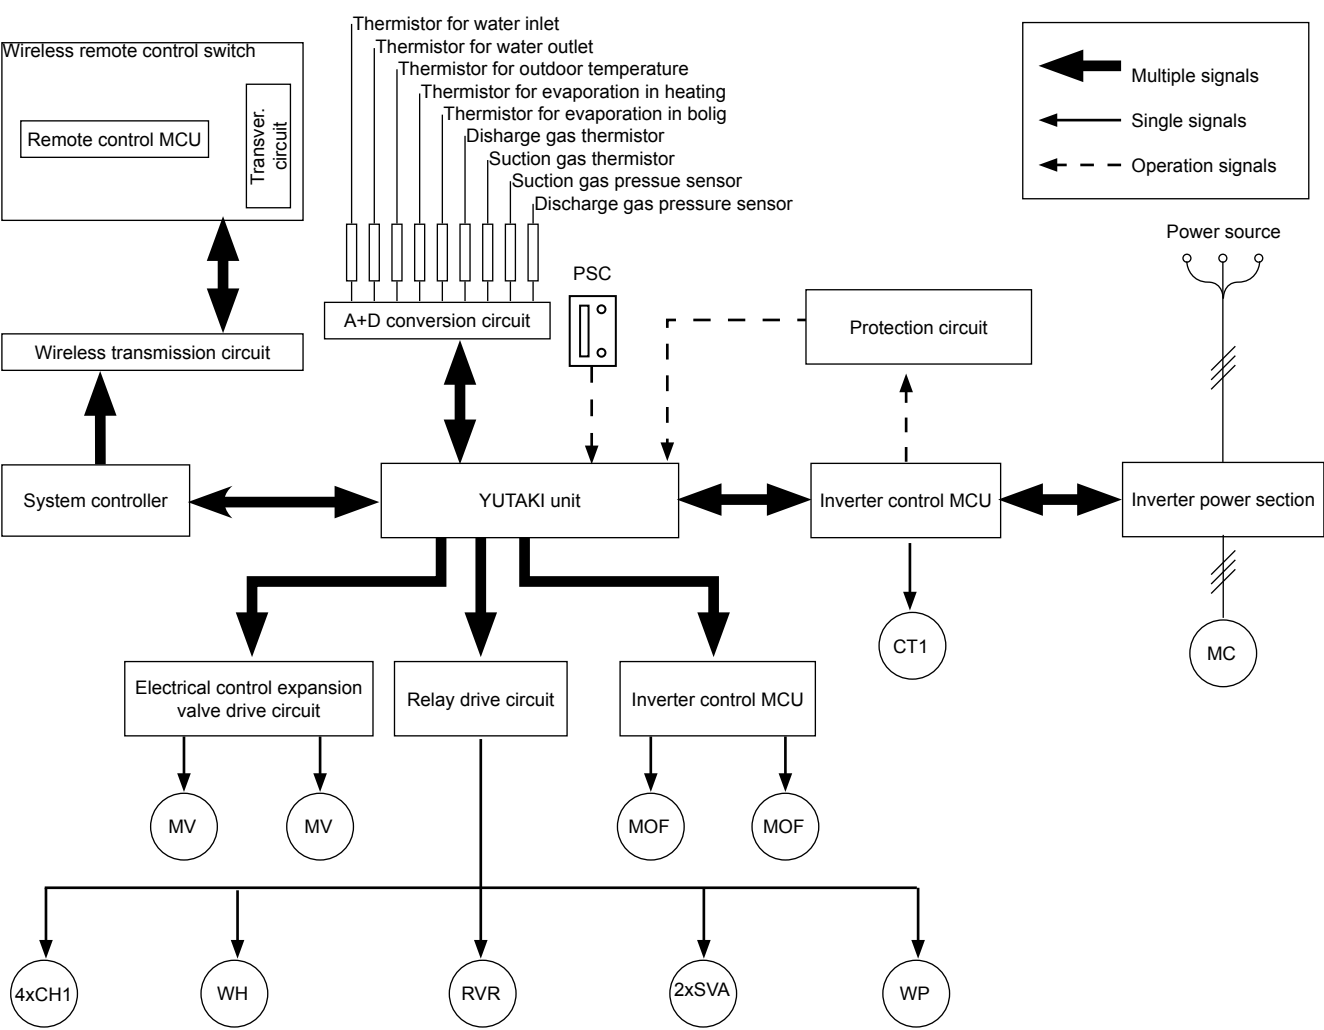 Thermistor for water inlet
Wireless remote control switch
Thermistor for water outlet
Thermistor for outdoor temperature
Thermistor for evaporation in heating
Thermistor for evaporation in bolig
Disharge gas thermistor
Suction gas thermistor
Suction gas pressue sensor
Discharge gas pressure sensor
Remote control MCU
Transver.
circuit
Multiple signals
Single signals
Operation signals
Power source
PSC
A+D conversion circuit
Protection circuit
Wireless transmission circuit
System controller
YUTAKI unit
Inverter control MCU
Inverter power section
CT1
MC
Electrical control expansion
valve drive circuit
Relay drive circuit
Inverter control MCU
MV
MV
MOF
MOF
4xCH1
WH
RVR
2xSVA
WP